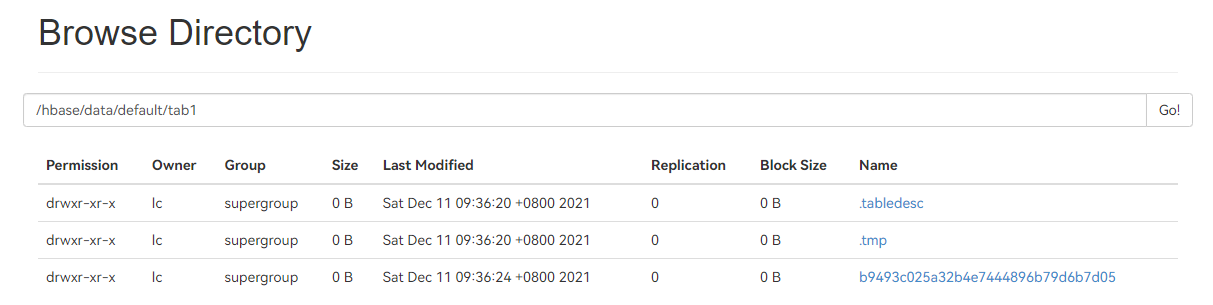 Browse Directory
/hbase/data/default/tab1 Go!
Permission Owner Group Size Last Modified Replication Block Size Name
drwxr-xr-x lc supergroup 0 B Sat Dec 11 09:36:20 +0800 2021 0 0 B .tabledesc
drwxr-xr-x lc supergroup 0 B Sat Dec 11 09:36:20 +0800 2021 0 0 B .tmp
drwxr-xr-x lc supergroup 0 B Sat Dec 11 09:36:24 +0800 2021 0 0 B b9493c025a32b4e7444896b79d6b7d05